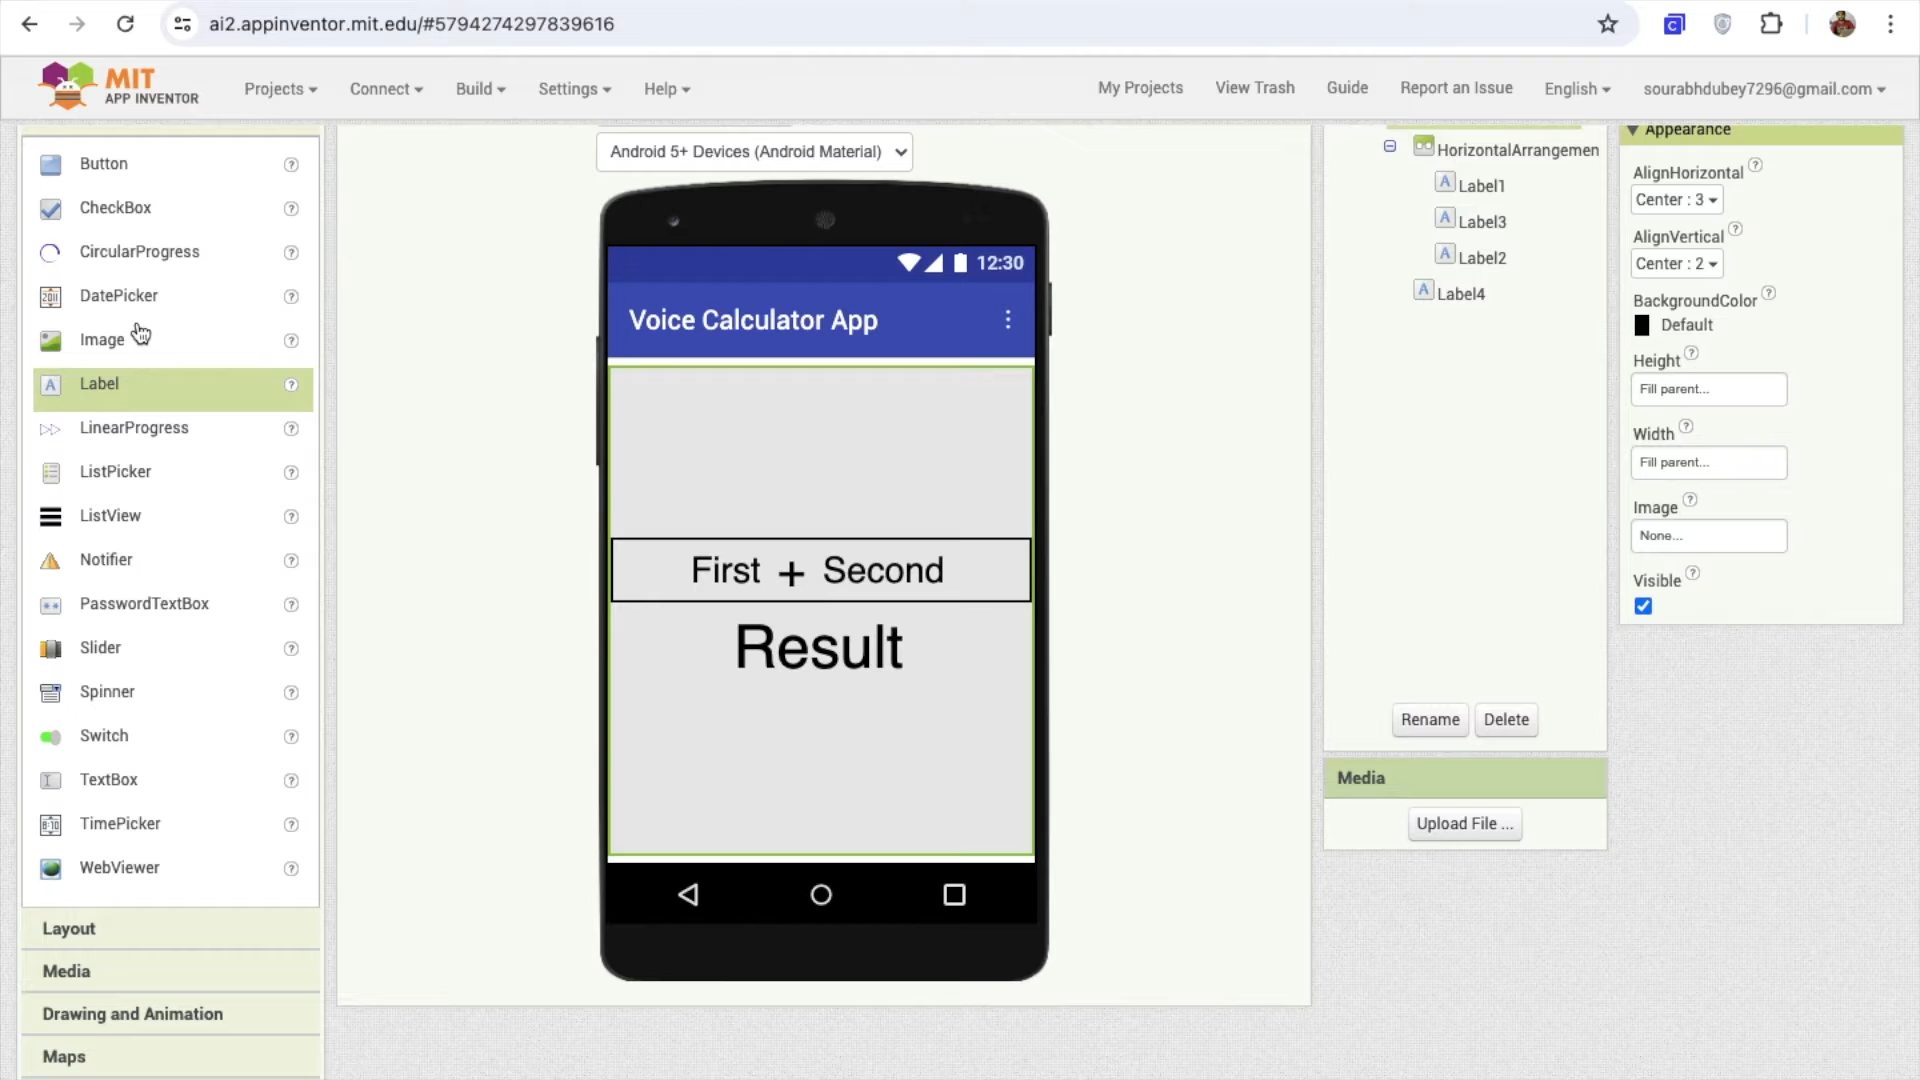 ai2.appinventor.mit.edu/#5794274297839616
MIT
APP INVENTOR
Projects
Connect
Build
Settings
Help
My Projects
View Trash
Guide
Report an Issue
English
sourabhdubey7296@gmail.com
Button
CheckBox
CircularProgress
DatePicker
Image
Label
LinearProgress
ListPicker
ListView
Notifier
PasswordTextBox
Slider
Spinner
Switch
TextBox
TimePicker
WebViewer
Layout
Media
Drawing and Animation
Maps
Android 5+ Devices (Android Material)
12:30
Voice Calculator App
First + Second
Result
HorizontalArrangemen
Label1
Label3
Label2
Label4
Rename
Delete
Media
Upload File ...
Appearance
AlignHorizontal
Center : 3
AlignVertical
Center : 2
BackgroundColor
Default
Height
Fill parent...
Width
Fill parent...
Image
None...
Visible